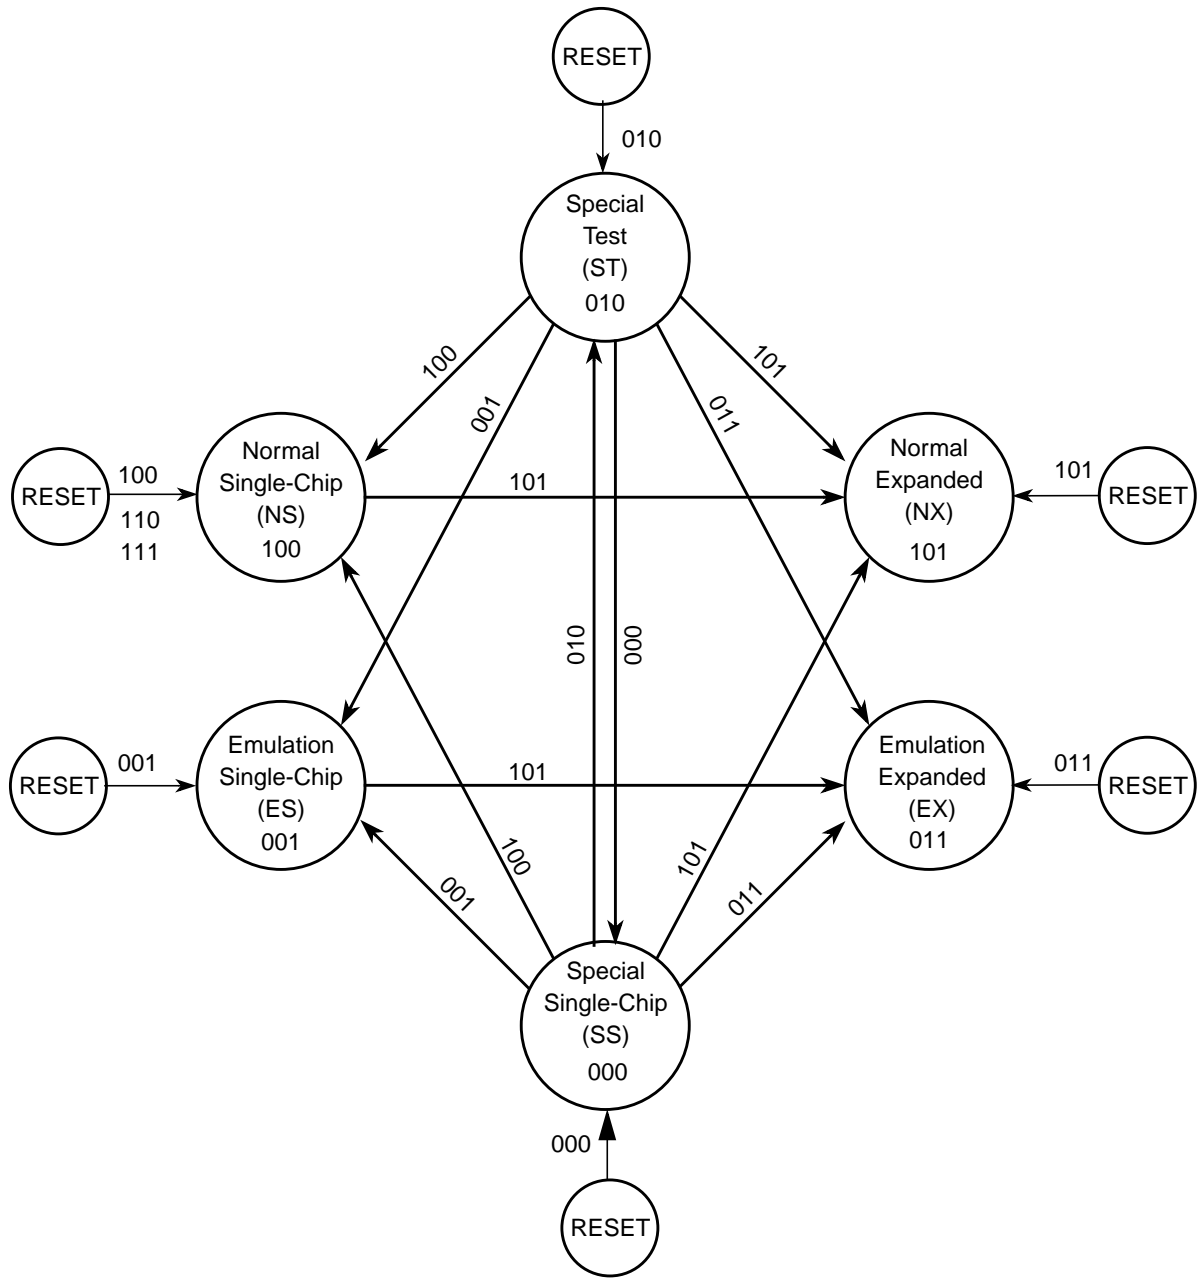 RESET
010
Special
Test
(ST)
010
100
101
001
011
Normal
Single-Chip
(NS)
100
Normal
Expanded
(NX)
101
RESET
100
110
111
101
101
RESET
010
000
Emulation
Single-Chip
(ES)
001
Emulation
Expanded
(EX)
011
RESET
001
101
011
RESET
100
101
001
011
Special
Single-Chip
(SS)
000
000
RESET